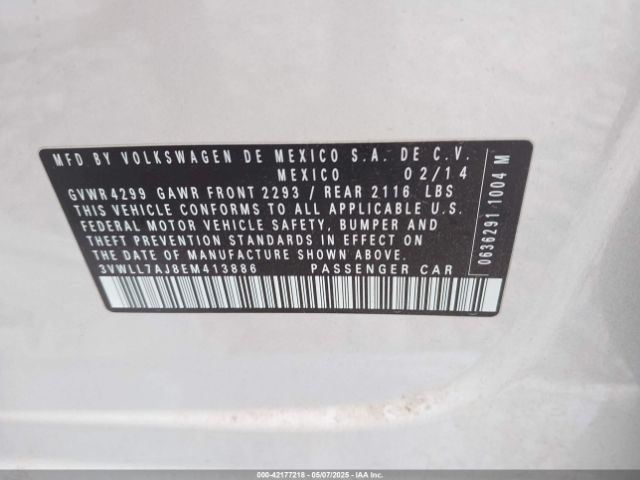 MFD BY VOLKSWAGEN DE MEXICO S.A. DE C.V.
MEXICO 02/14
GVWR 4299 GAWR FRONT 2293 / REAR 2116 LBS
THIS VEHICLE CONFORMS TO ALL APPLICABLE U.S.
FEDERAL MOTOR VEHICLE SAFETY, BUMPER AND
THEFT PREVENTION STANDARDS IN EFFECT ON
THE DATE OF MANUFACTURE SHOWN ABOVE.
3VWLL7AJ8EM413886 PASSENGER CAR
0636291 1004 M
000-42177218 - 05/07/2025 - IAAI.COM